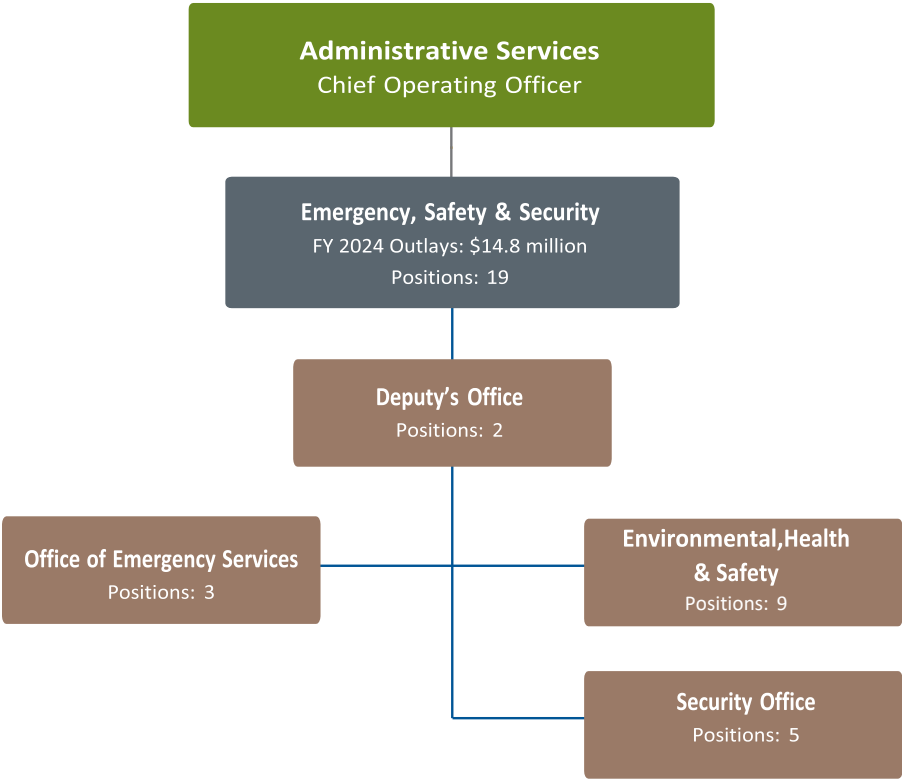 Administrative Services
Chief Operating Officer
Emergency, Safety & Security
FY 2024 Outlays: $14.8 million
Positions: 19
Deputy’s Office
Positions: 2
Office of Emergency Services
Positions: 3
Environmental,Health
& Safety
Positions: 9
Security Office
Positions: 5